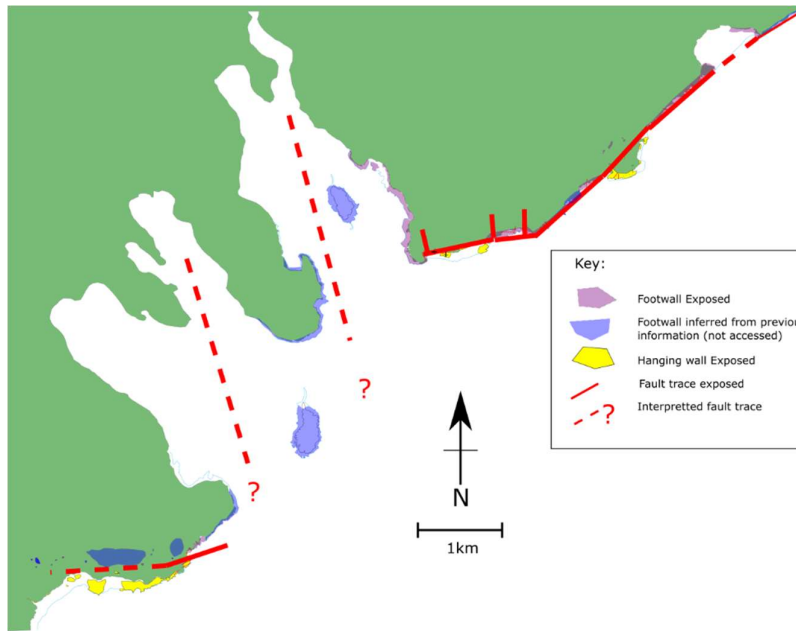 ?
?
N
1km
Key:
Footwall Exposed
Footwall inferred from previous
information (not accessed)
Hanging wall Exposed
Fault trace exposed
Interpretted fault trace
?